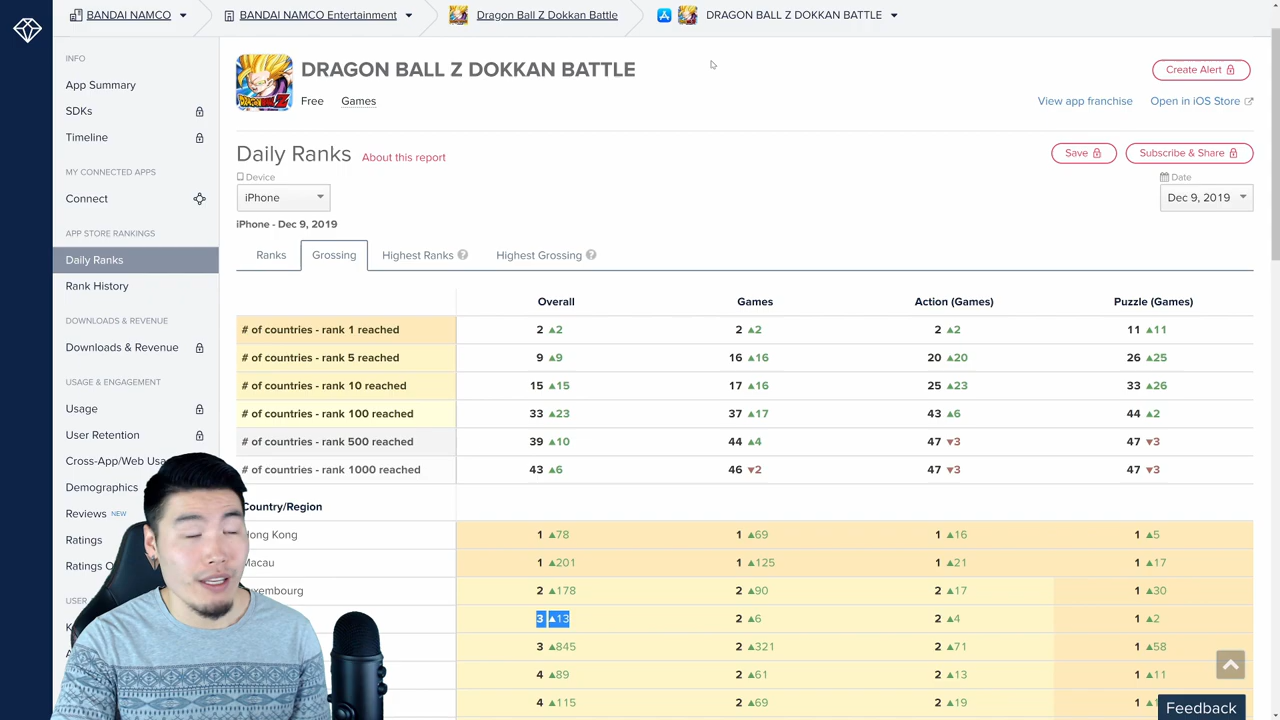 BANDAI NAMCO
BANDAI NAMCO Entertainment
Dragon Ball Z Dokkan Battle
DRAGON BALL Z DOKKAN BATTLE
INFO
App Summary
SDKs
Timeline
MY CONNECTED APPS
Connect
APP STORE RANKINGS
Daily Ranks
Rank History
DOWNLOADS & REVENUE
Downloads & Revenue
USAGE & ENGAGEMENT
Usage
User Retention
Cross-App/Web Usa
Demographics
Reviews NEW
Ratings
Ratings
USER
DRAGON BALL Z DOKKAN BATTLE
Free Games
Create Alert
View app franchise Open in iOS Store
Daily Ranks About this report
Save Subscribe & Share
Device
iPhone
Date
Dec 9, 2019
iPhone - Dec 9, 2019
Ranks Grossing Highest Ranks ? Highest Grossing ?
Overall Games Action (Games) Puzzle (Games)
# of countries - rank 1 reached 2 ▲2 2 ▲2 2 ▲2 11 ▲11
# of countries - rank 5 reached 9 ▲9 16 ▲16 20 ▲20 26 ▲25
# of countries - rank 10 reached 15 ▲15 17 ▲16 25 ▲23 33 ▲26
# of countries - rank 100 reached 33 ▲23 37 ▲17 43 ▲6 44 ▲2
# of countries - rank 500 reached 39 ▲10 44 ▲4 47 ▼3 47 ▼3
# of countries - rank 1000 reached 43 ▲6 46 ▼2 47 ▼3 47 ▼3
Country/Region
ong Kong 1 ▲78 1 ▲69 1 ▲16 1 ▲5
Macau 1 ▲201 1 ▲125 1 ▲21 1 ▲17
xembourg 2 ▲178 2 ▲90 2 ▲17 1 ▲30
3 ▲13 2 ▲6 2 ▲4 1 ▲2
3 ▲845 2 ▲321 2 ▲71 1 ▲58
4 ▲89 2 ▲61 2 ▲13 1 ▲11
4 ▲115 2 ▲69 2 ▲19 1
Feedback